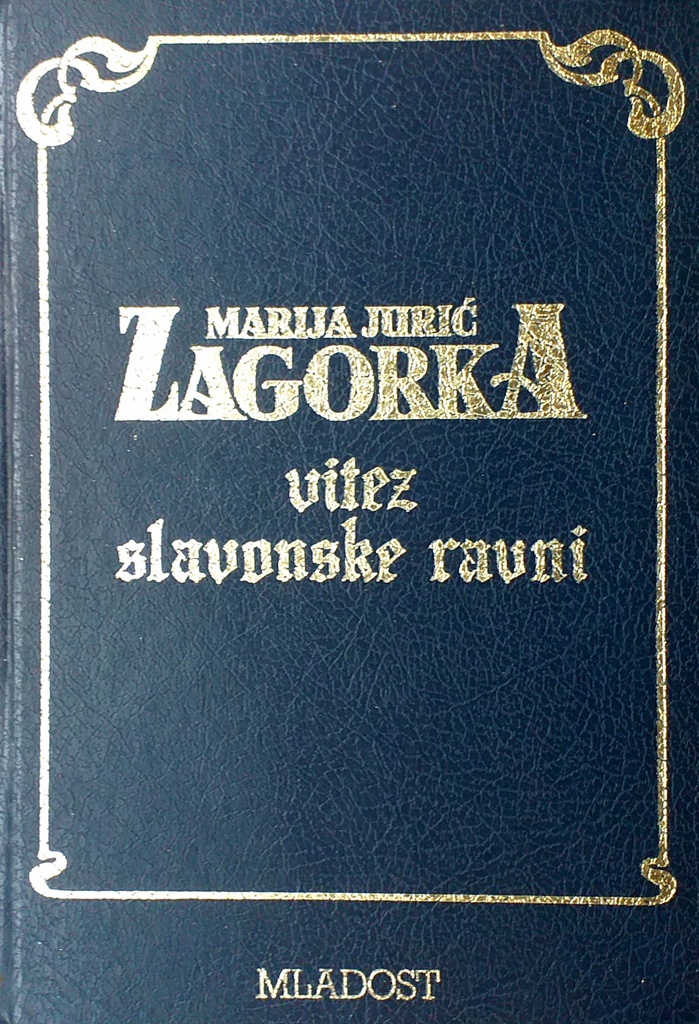 MARIJA JURIĆ
ZAGORKA
vitez
slavonske ravni
MLADOST